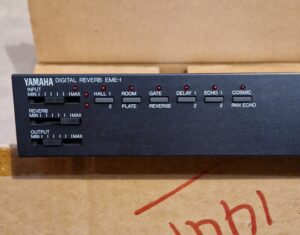 YAMAHA DIGITAL REVERB EME-1
INPUT
MIN MAX HALL 1 ROOM GATE DELAY 1 ECHO 1 COSMIC
2 PLATE REVERSE 2 2 PAN ECHO
REVERB
MIN MAX
OUTPUT
MIN MAX